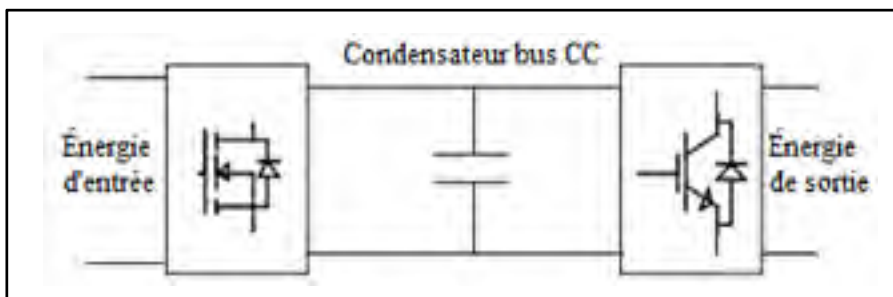 Condensateur bus CC
Énergie
d'entrée
Énergie
de sortie